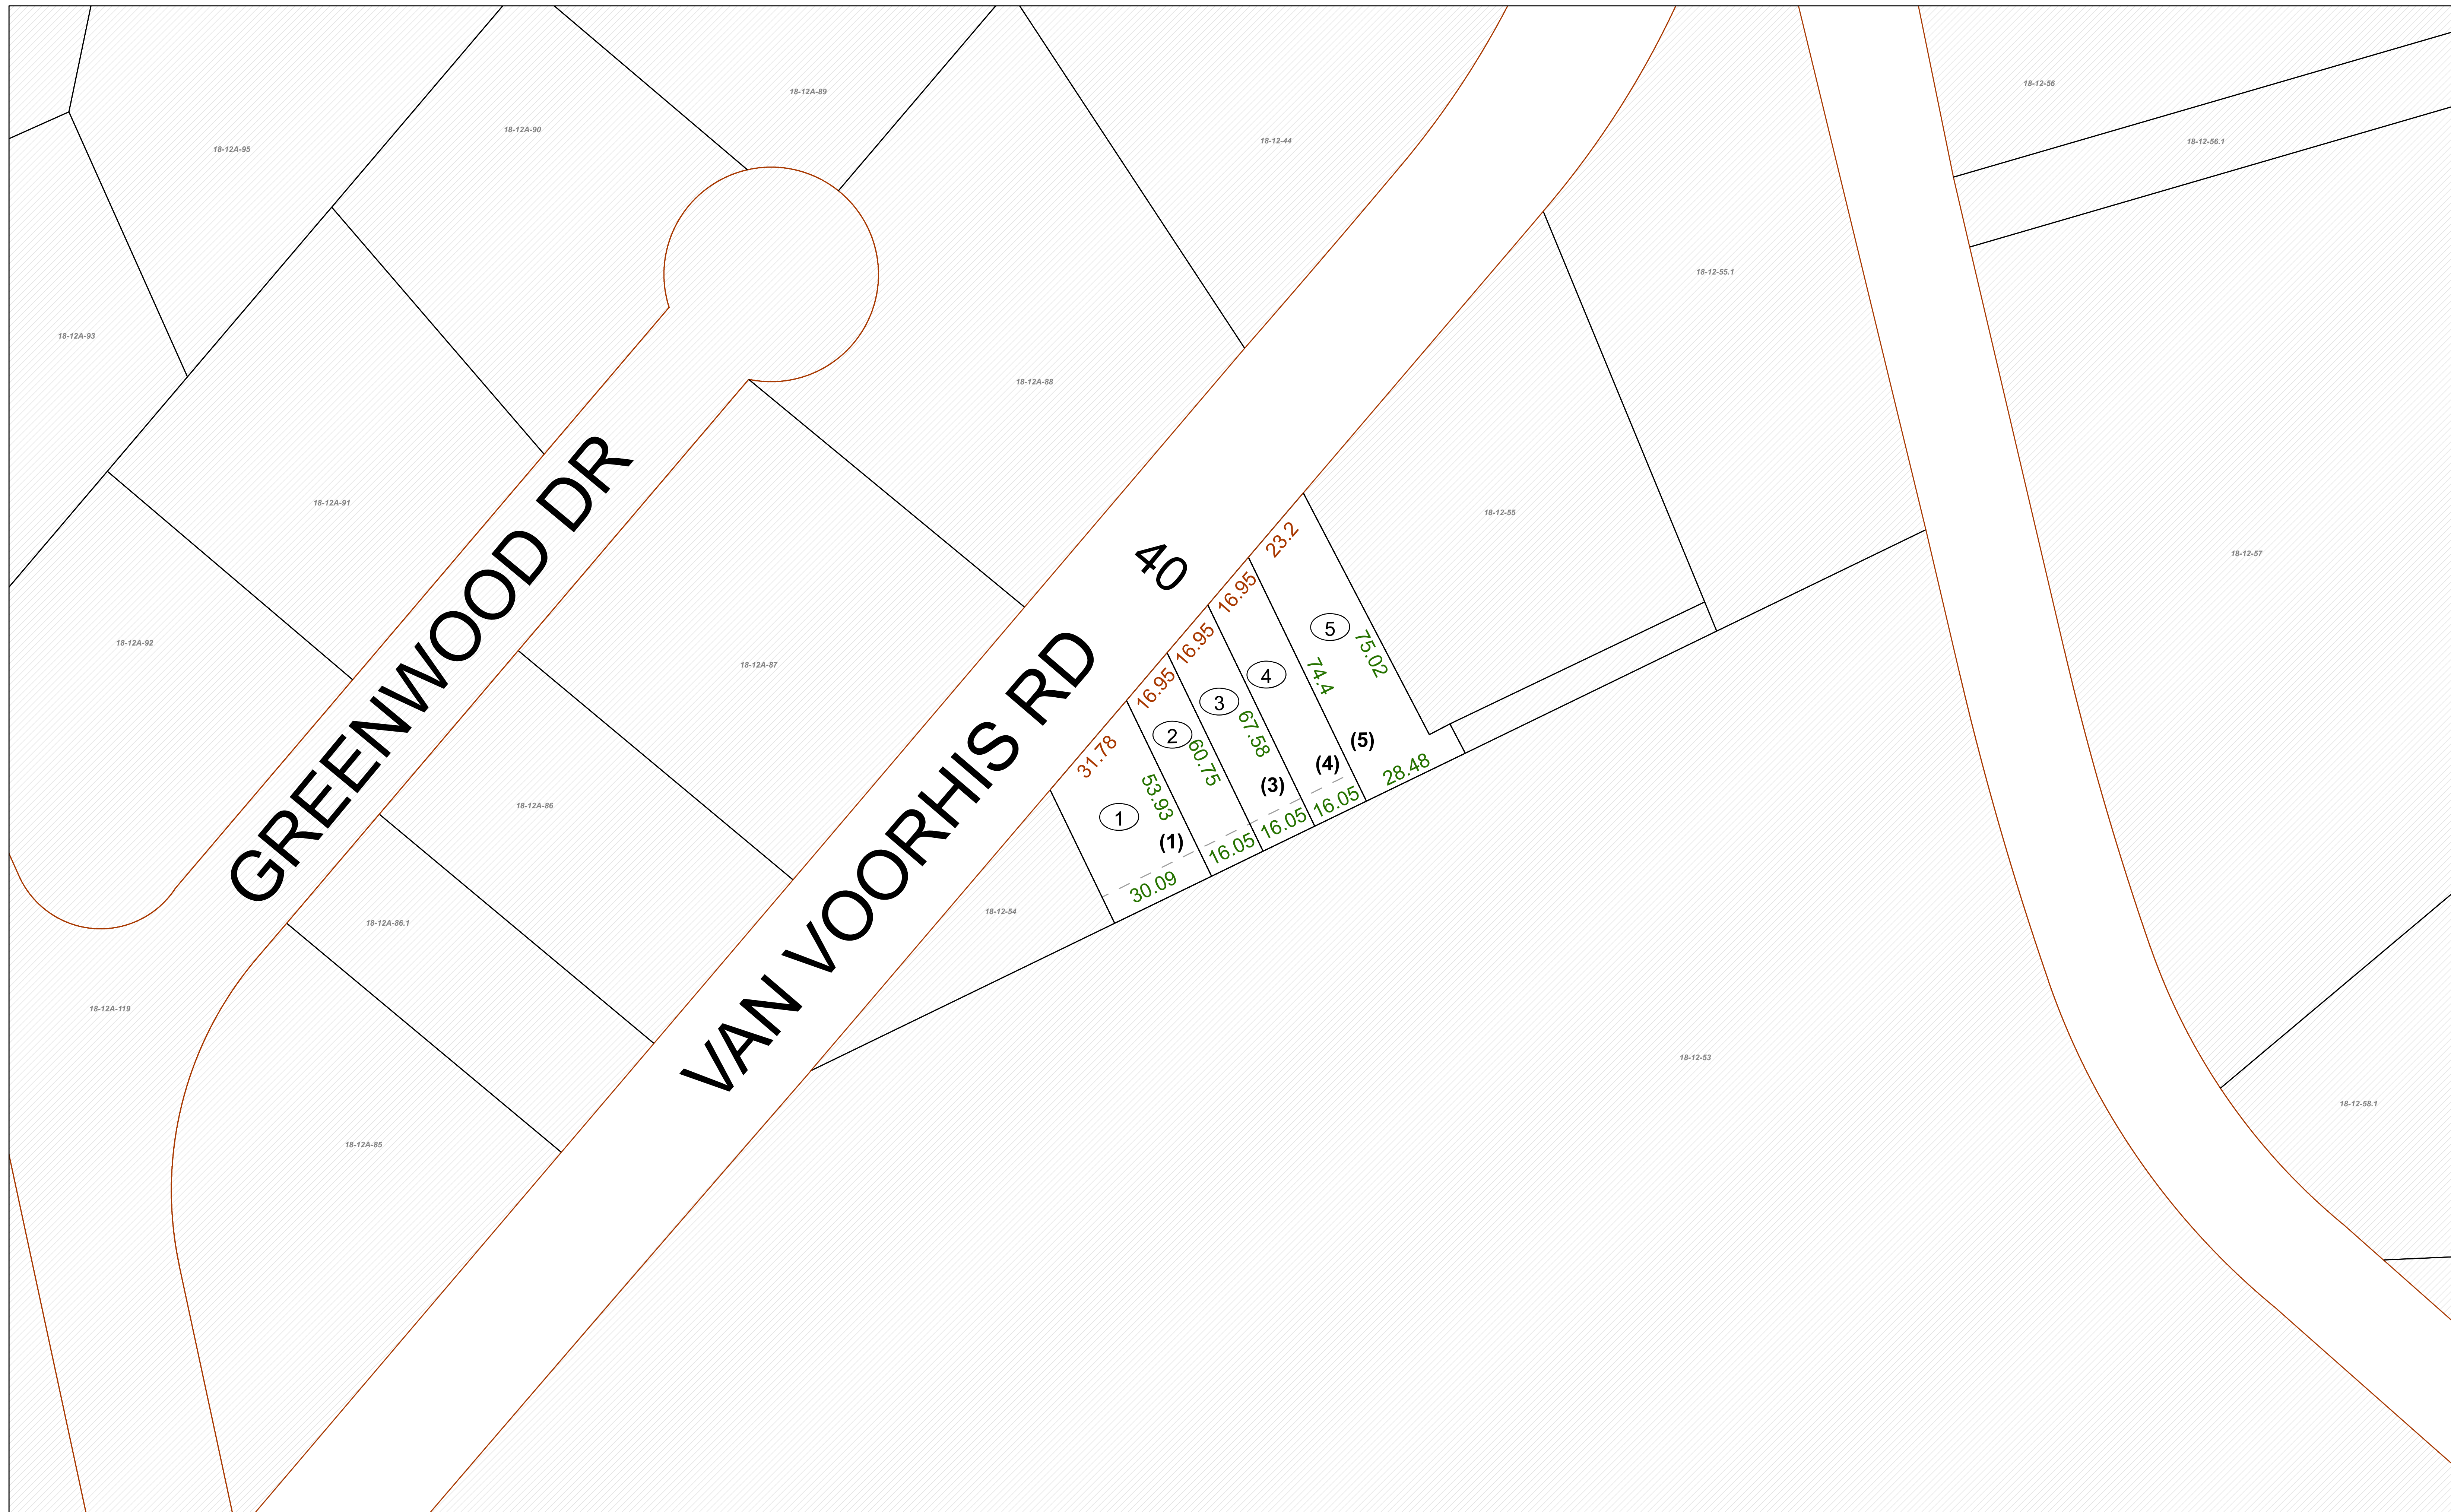 18-12-56
18-12A-89
18-12A-90
18-12-44
18-12-56.1
18-12A-95
18-12-55.1
18-12A-93
18-12A-88
18-12A-91
18-12-55
23.2
18-12-57
40
16.95
5
75.02
18-12A-92
16.95
GREENWOOD DR
18-12A-87
4
74.4
16.95
3
67.58
2
60.75
(5)
31.78
VAN VOORHIS RD
(4)
28.48
53.93
(3)
18-12A-86
1
16.05
16.05
(1)
16.05
30.09
18-12-54
18-12A-86.1
18-12A-119
18-12-53
18-12-58.1
18-12A-85